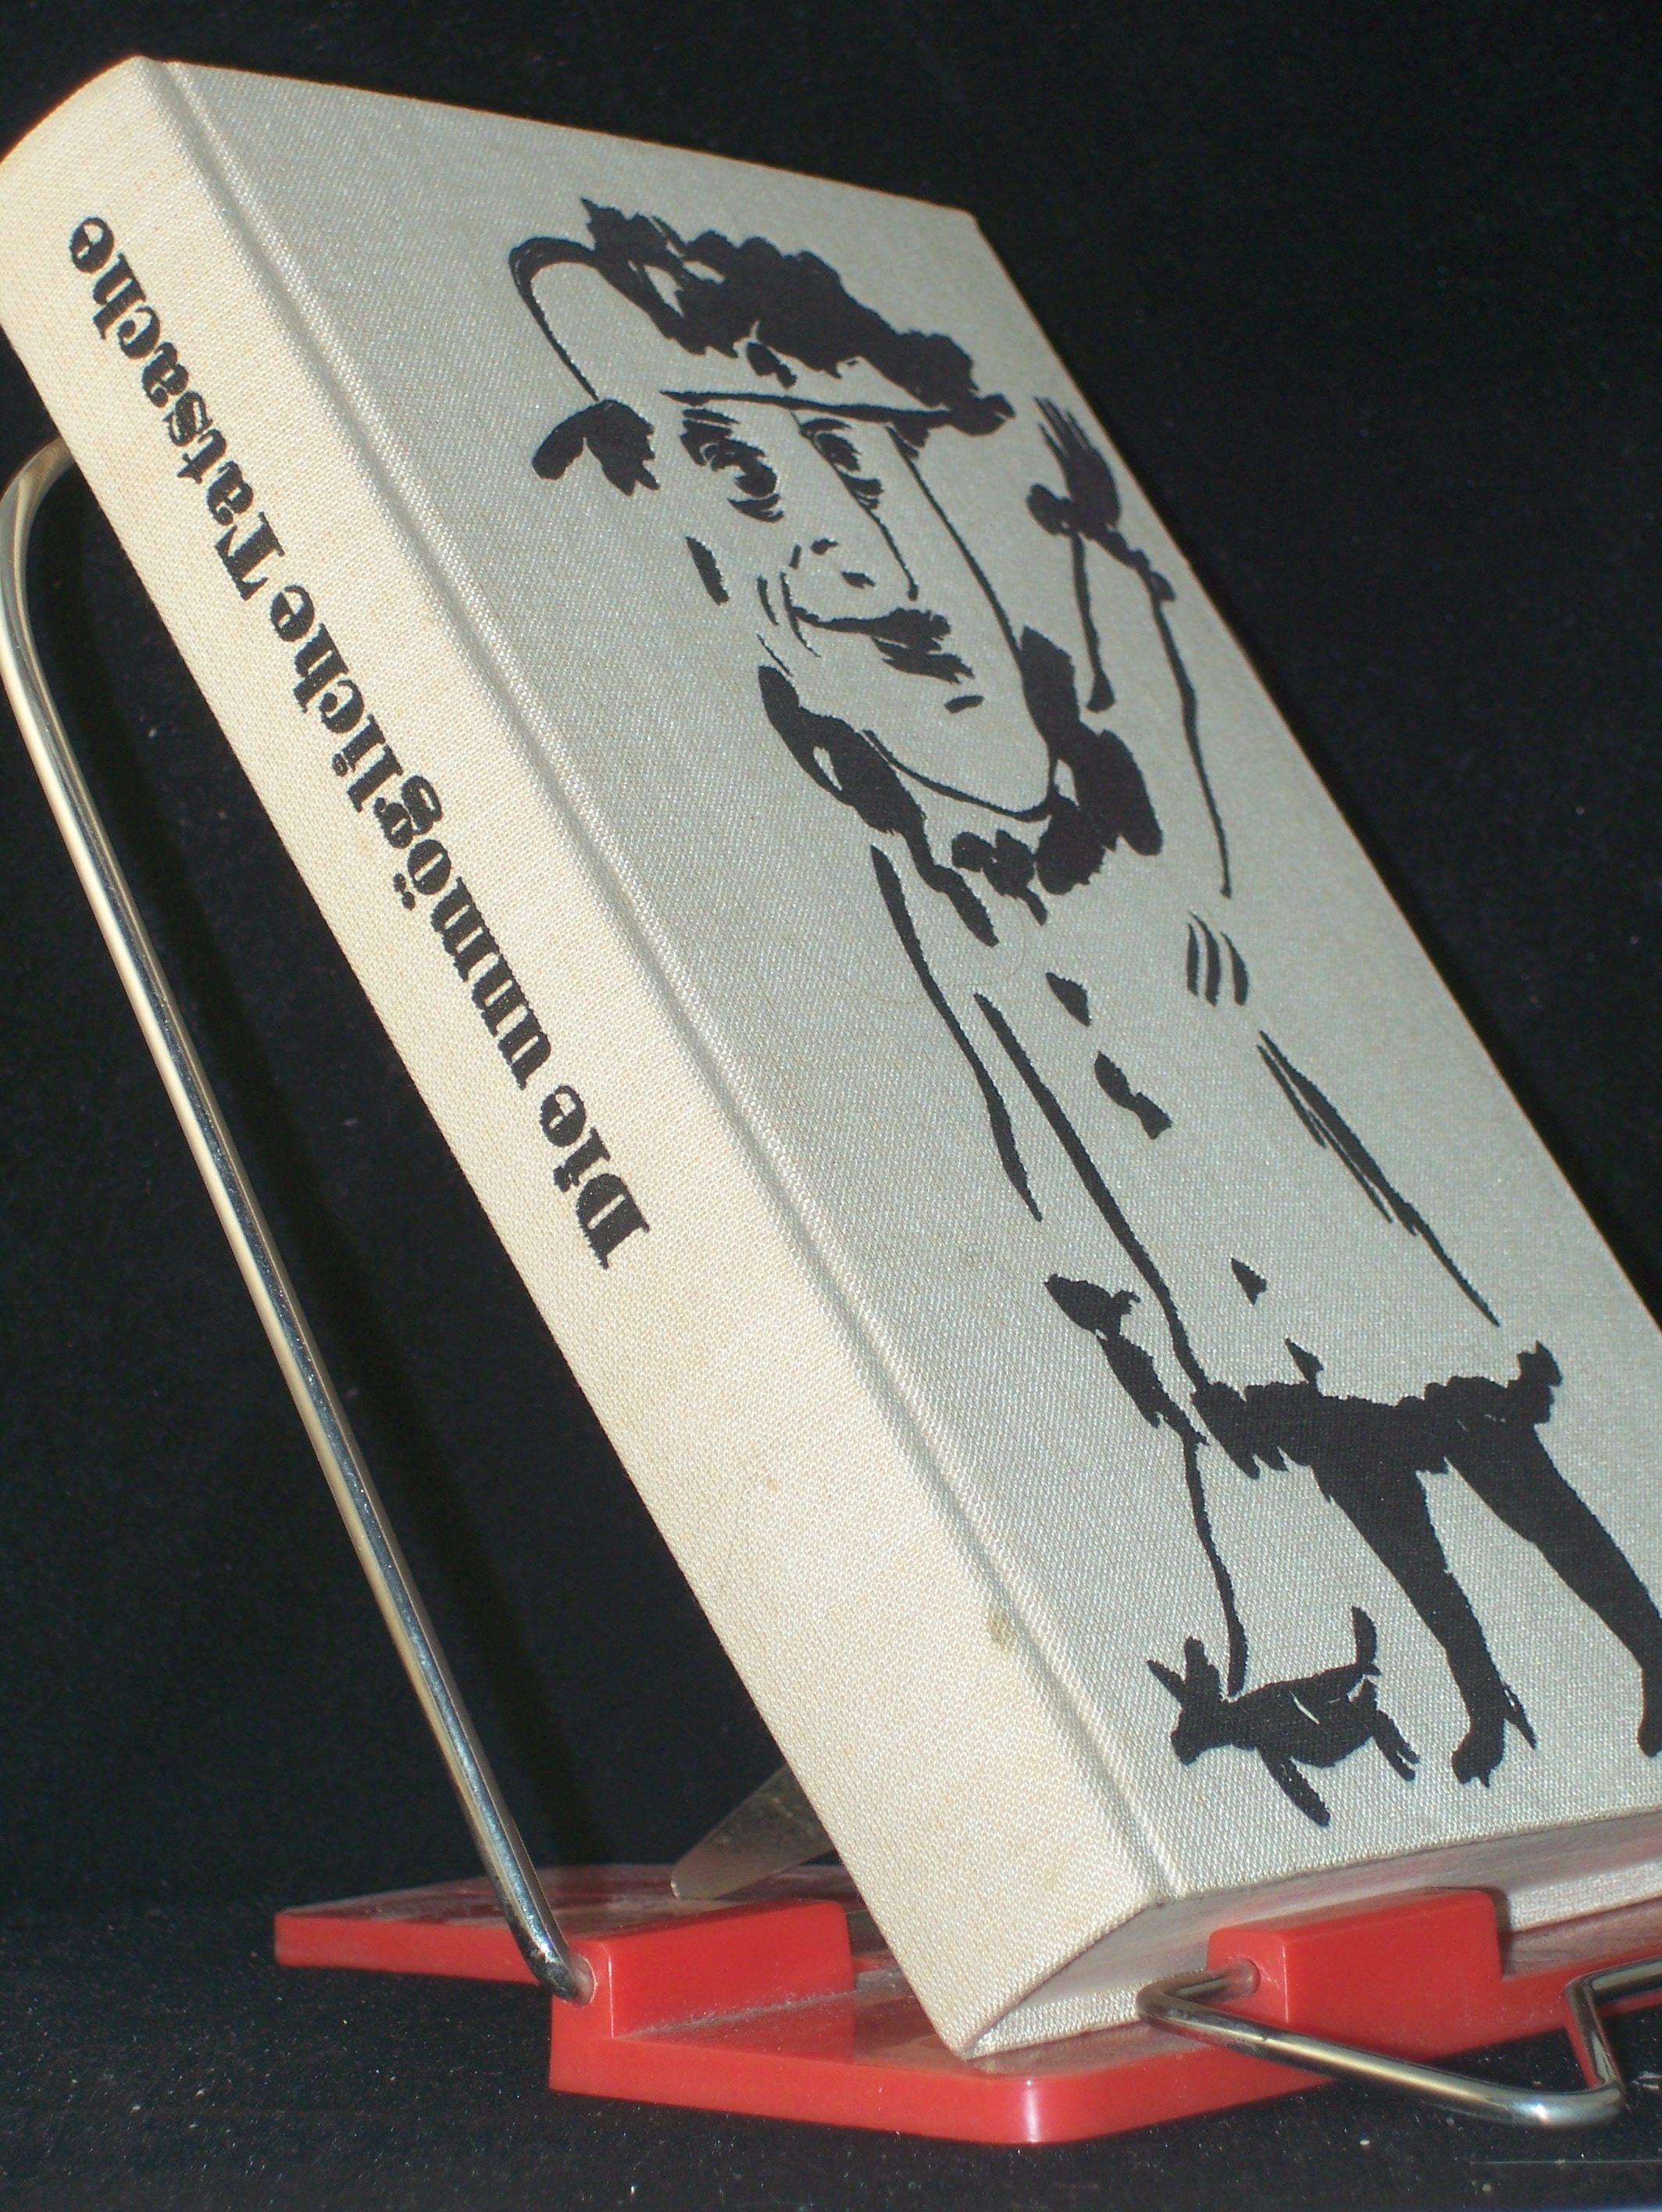 Die unmögliche Tatsache